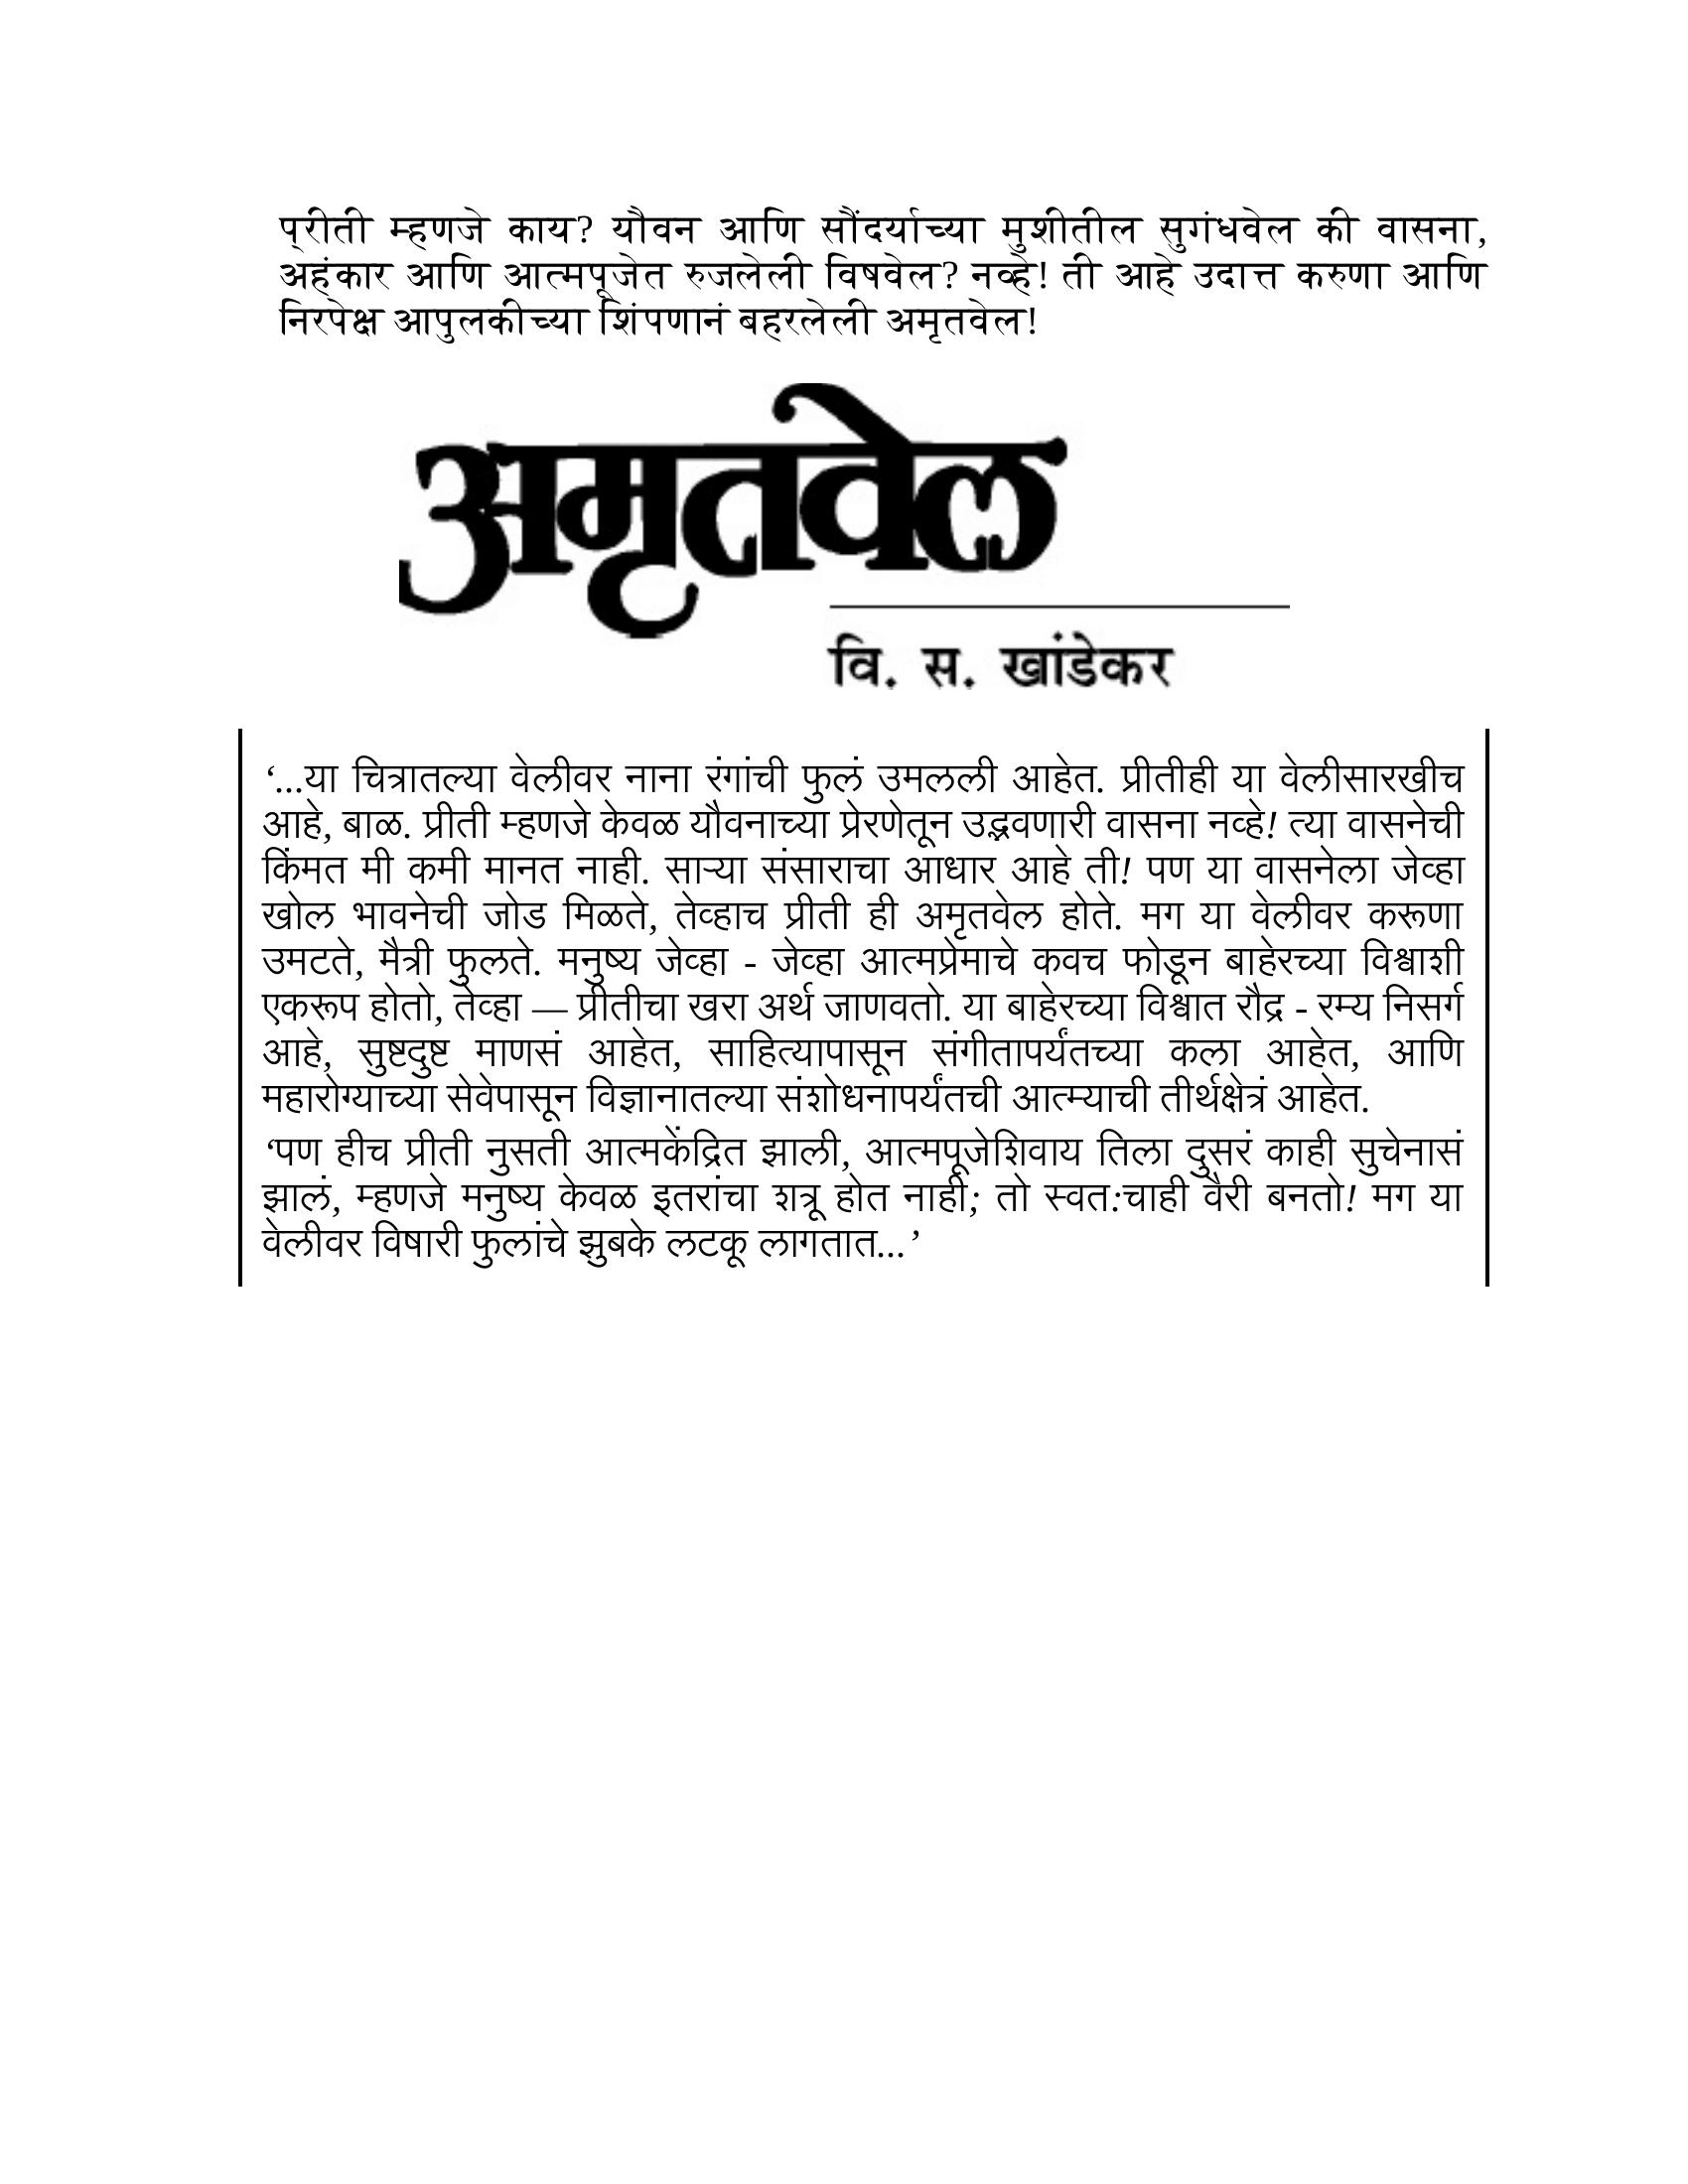 प्रीती म्हणजे काय? यौवन आणि सौंदर्याच्या मुशीतील सुगंधवेल की वासना,
अहंकार आणि आत्मपूजेत रुजलेली विषवेल? नव्हे! ती आहे उदात्त करुणा आणि
निरपेक्ष आपुलकीच्या शिंपणानं बहरलेली अमृतवेल!
अमृतवेल
वि. स. खांडेकर
‘...या चित्रातल्या वेलीवर नाना रंगांची फुलं उमलली आहेत. प्रीतीही या वेलीसारखीच
आहे, बाळ. प्रीती म्हणजे केवळ यौवनाच्या प्रेरणेतून उद्भवणारी वासना नव्हे! त्या वासनेची
किंमत मी कमी मानत नाही. साऱ्या संसाराचा आधार आहे ती! पण या वासनेला जेव्हा
खोल भावनेची जोड मिळते, तेव्हाच प्रीती ही अमृतवेल होते. मग या वेलीवर करूणा
उमटते, मैत्री फुलते. मनुष्य जेव्हा - जेव्हा आत्मप्रेमाचे कवच फोडून बाहेरच्या विश्वाशी
एकरूप होतो, तेव्हा — प्रीतीचा खरा अर्थ जाणवतो. या बाहेरच्या विश्वात रौद्र - रम्य निसर्ग
आहे, सुष्टदुष्ट माणसं आहेत, साहित्यापासून संगीतापर्यंतच्या कला आहेत, आणि
महारोग्याच्या सेवेपासून विज्ञानातल्या संशोधनापर्यंतची आत्म्याची तीर्थक्षेत्रं आहेत.
‘पण हीच प्रीती नुसती आत्मकेंद्रित झाली, आत्मपूजेशिवाय तिला दुसरं काही सुचेनासं
झालं, म्हणजे मनुष्य केवळ इतरांचा शत्रू होत नाही; तो स्वत:चाही वैरी बनतो! मग या
वेलीवर विषारी फुलांचे झुबके लटकू लागतात...’